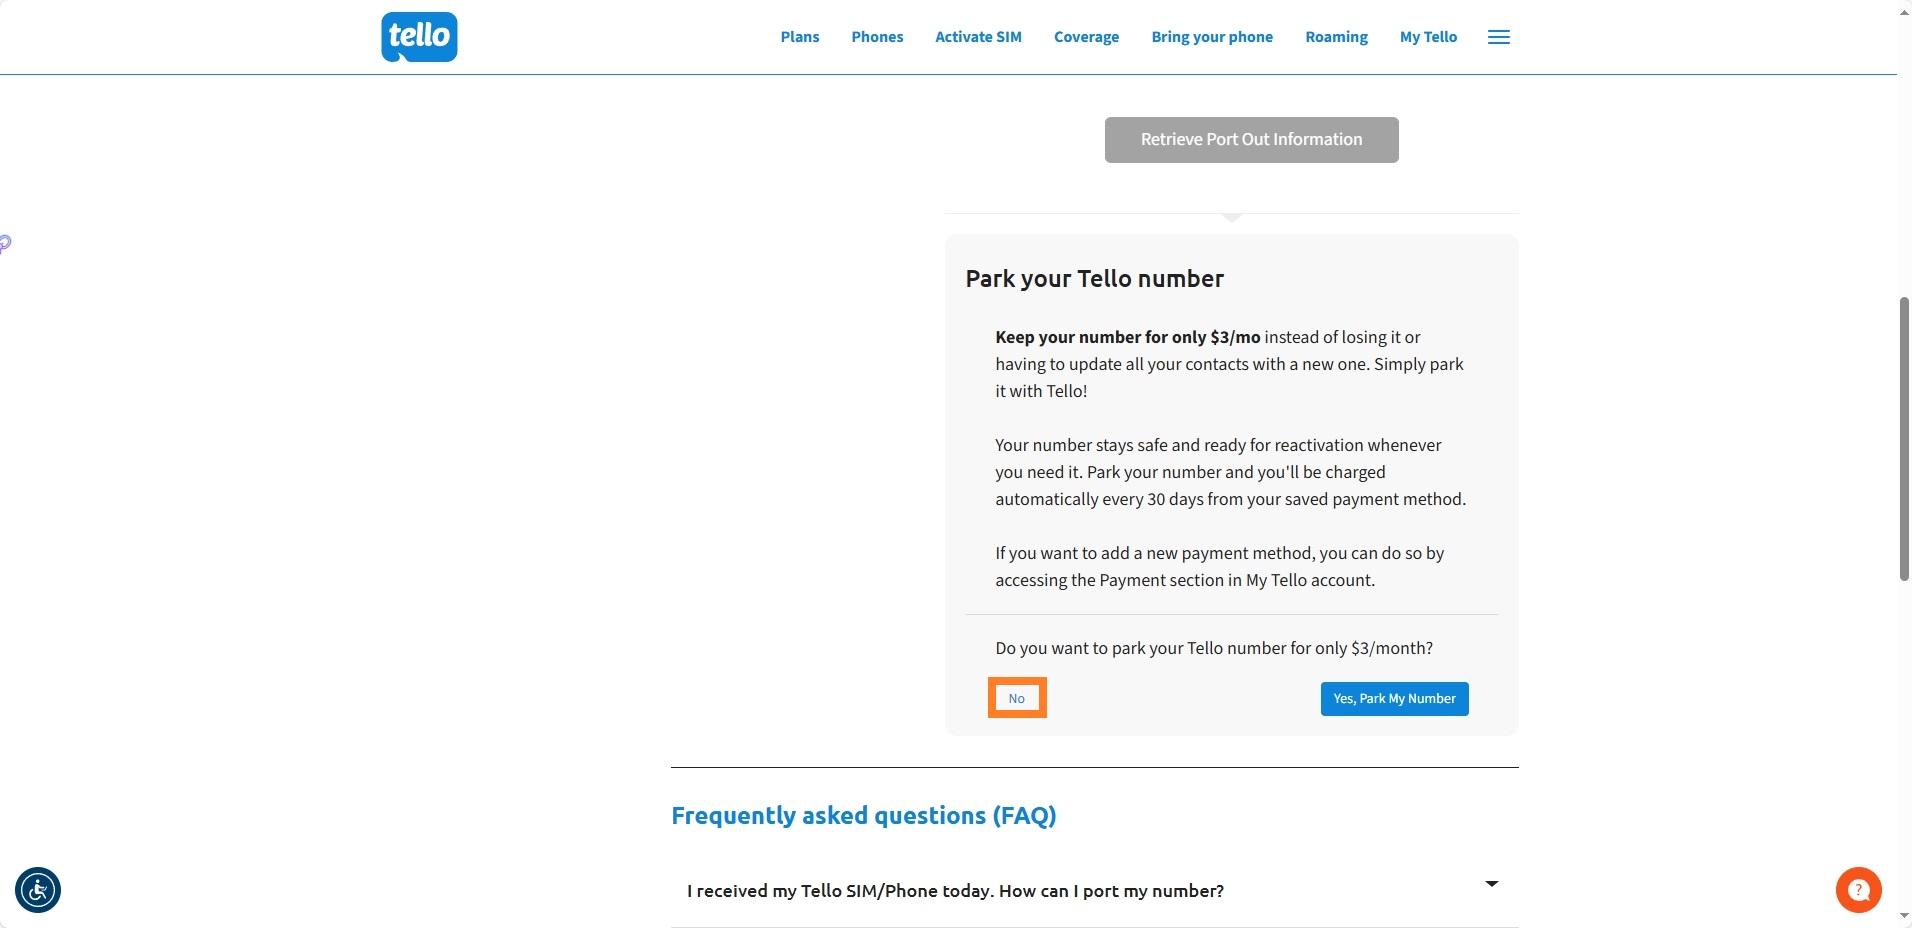 tello
Plans
Phones
Activate SIM
Coverage
Bring your phone
Roaming
My Tello
Retrieve Port Out Information
Park your Tello number
Keep your number for only $3/mo instead of losing it or
having to update all your contacts with a new one. Simply park
it with Tello!
Your number stays safe and ready for reactivation whenever
you need it. Park your number and you'll be charged
automatically every 30 days from your saved payment method.
If you want to add a new payment method, you can do so by
accessing the Payment section in My Tello account.
Do you want to park your Tello number for only $3/month?
No
Yes, Park My Number
Frequently asked questions (FAQ)
I received my Tello SIM/Phone today. How can I port my number?
?